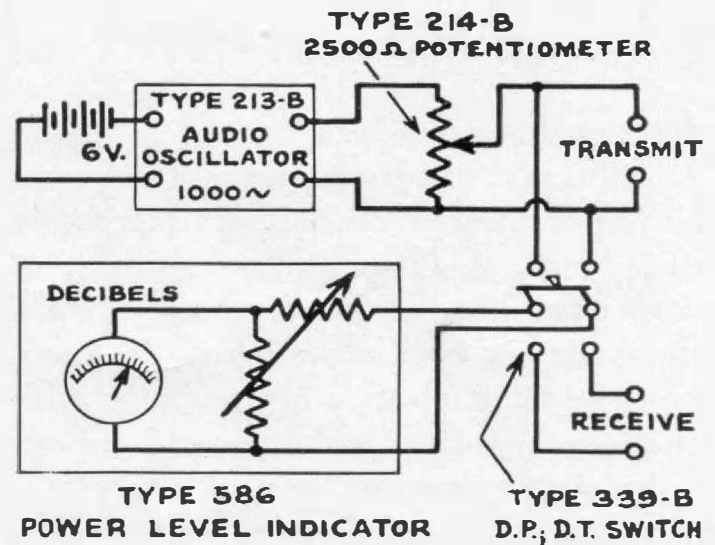 TYPE 214-B
2500Ω POTENTIOMETER
TYPE 213-B
AUDIO
OSCILLATOR
1000~
6V.
TRANSMIT
DECIBELS
RECEIVE
TYPE 586
POWER LEVEL INDICATOR
TYPE 339-B
D.P.; D.T. SWITCH